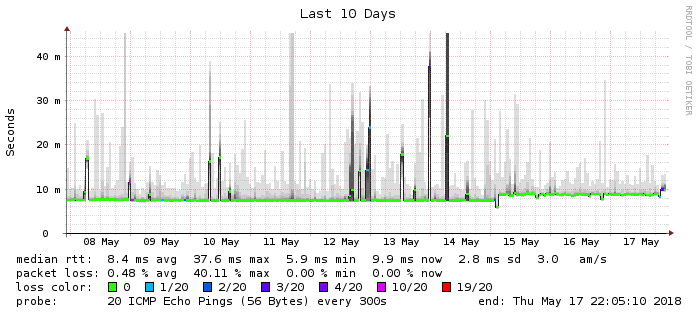 Last 10 Days
RRDTOOL / TOBI OETIKER
Seconds
40 m
30 m
20 m
10 m
0
08 May 09 May 10 May 11 May 12 May 13 May 14 May 15 May 16 May 17 May
median rtt: 8.4 ms avg 37.6 ms max 5.9 ms min 9.9 ms now 2.8 ms sd 3.0 am/s
packet loss: 0.48 % avg 40.11 % max 0.00 % min 0.00 % now
loss color: 0 1/20 2/20 3/20 4/20 10/20 19/20
probe: 20 ICMP Echo Pings (56 Bytes) every 300s end: Thu May 17 22:05:10 2018